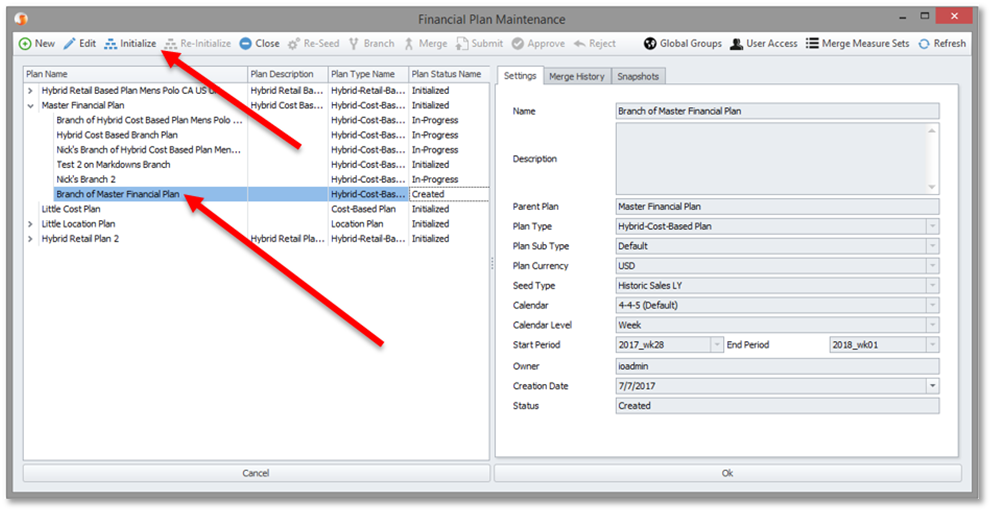 Financial Plan Maintenance
New Edit Initialize Re-Initialize Close Re-Seed Branch Merge Submit Approve Reject Global Groups User Access Merge Measure Sets Refresh
Plan Name Plan Description Plan Type Name Plan Status Name
Hybrid Retail Based Plan Mens Polo CA US U Hybrid Retail Ba... Hybrid-Retail-Ba... Initialized
Master Financial Plan Hybrid Cost Bas... Hybrid-Cost-Bas... Initialized
Branch of Hybrid Cost Based Plan Mens Polo ... Hybrid-Cost-Bas... In-Progress
Hybrid Cost Based Branch Plan Hybrid-Cost-Bas... In-Progress
Nick's Branch of Hybrid Cost Based Plan Men... Hybrid-Cost-Bas... In-Progress
Test 2 on Markdowns Branch Hybrid-Cost-Bas... Initialized
Nick's Branch 2 Hybrid-Cost-Bas... In-Progress
Branch of Master Financial Plan Hybrid-Cost-Bas... Created
Little Cost Plan Cost-Based Plan Initialized
Little Location Plan Location Plan Initialized
Hybrid Retail Plan 2 Hybrid Retail Pla... Hybrid-Retail-Ba... Initialized
Settings Merge History Snapshots
Name Branch of Master Financial Plan
Description
Parent Plan Master Financial Plan
Plan Type Hybrid-Cost-Based Plan
Plan Sub Type Default
Plan Currency USD
Seed Type Historic Sales LY
Calendar 4-4-5 (Default)
Calendar Level Week
Start Period 2017_wk28 End Period 2018_wk01
Owner ioadmin
Creation Date 7/7/2017
Status Created
Cancel Ok